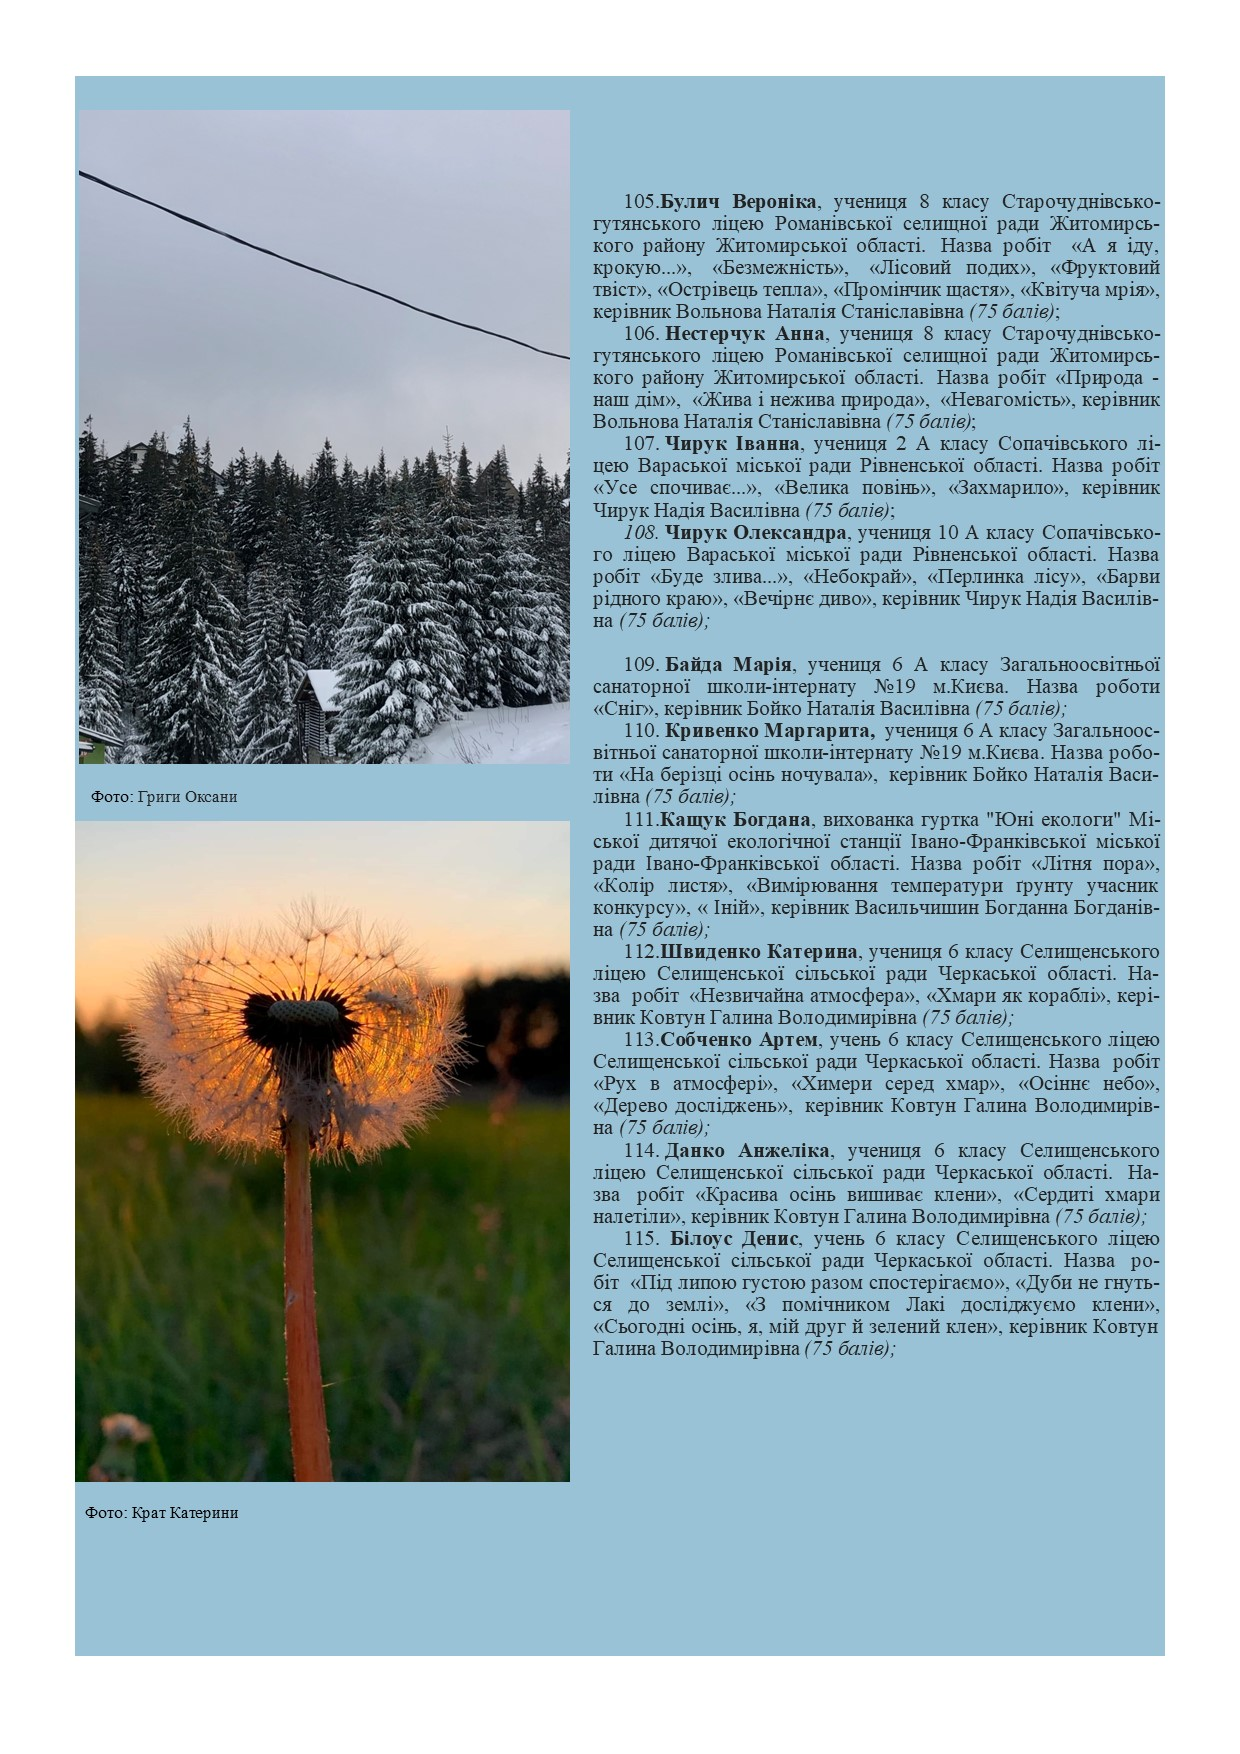 Фото: Григи Оксани
Фото: Крат Катерини
105.Булич Вероніка, учениця 8 класу Старочуднівсько-
гутянського ліцею Романівської селищної ради Житомирсь-
кого району Житомирської області. Назва робіт «А я іду,
крокую...», «Безмежність», «Лісовий подих», «Фруктовий
твіст», «Острівець тепла», «Промінчик щастя», «Квітуча мрія»,
керівник Вольнова Наталія Станіславівна (75 балів);
106. Нестерчук Анна, учениця 8 класу Старочуднівсько-
гутянського ліцею Романівської селищної ради Житомирсь-
кого району Житомирської області. Назва робіт «Природа -
наш дім», «Жива і нежива природа», «Невагомість», керівник
Вольнова Наталія Станіславівна (75 балів);
107. Чирук Іванна, учениця 2 А класу Сопачівського лі-
цею Вараської міської ради Рівненської області. Назва робіт
«Усе спочиває...», «Велика повінь», «Захмарило», керівник
Чирук Надія Василівна (75 балів);
108. Чирук Олександра, учениця 10 А класу Сопачівсько-
го ліцею Вараської міської ради Рівненської області. Назва
робіт «Буде злива...», «Небокрай», «Перлинка лісу», «Барви
рідного краю», «Вечірнє диво», керівник Чирук Надія Василів-
на (75 балів);
109. Байда Марія, учениця 6 А класу Загальноосвітньої
санаторної школи-інтернату №19 м.Києва. Назва роботи
«Сніг», керівник Бойко Наталія Василівна (75 балів);
110. Кривенко Маргарита, учениця 6 А класу Загальноос-
вітньої санаторної школи-інтернату №19 м.Києва. Назва робо-
ти «На берізці осінь ночувала», керівник Бойко Наталія Васи-
лівна (75 балів);
111.Кащук Богдана, вихованка гуртка "Юні екологи" Мі-
ської дитячої екологічної станції Івано-Франківської міської
ради Івано-Франківської області. Назва робіт «Літня пора»,
«Колір листя», «Вимірювання температури ґрунту учасник
конкурсу», « Іній», керівник Васильчишин Богданна Богданів-
на (75 балів);
112.Швиденко Катерина, учениця 6 класу Селищенського
ліцею Селищенської сільської ради Черкаської області. На-
зва робіт «Незвичайна атмосфера», «Хмари як кораблі», кері-
вник Ковтун Галина Володимирівна (75 балів);
113.Собченко Артем, учень 6 класу Селищенського ліцею
Селищенської сільської ради Черкаської області. Назва робіт
«Рух в атмосфері», «Химери серед хмар», «Осіннє небо»,
«Дерево досліджень», керівник Ковтун Галина Володимирів-
на (75 балів);
114. Данко Анжеліка, учениця 6 класу Селищенського
ліцею Селищенської сільської ради Черкаської області. На-
зва робіт «Красива осінь вишиває клени», «Сердиті хмари
налетіли», керівник Ковтун Галина Володимирівна (75 балів);
115. Білоус Денис, учень 6 класу Селищенського ліцею
Селищенської сільської ради Черкаської області. Назва ро-
біт «Під липою густою разом спостерігаємо», «Дуби не гнуть-
ся до землі», «З помічником Лакі досліджуємо клени»,
«Сьогодні осінь, я, мій друг й зелений клен», керівник Ковтун
Галина Володимирівна (75 балів);